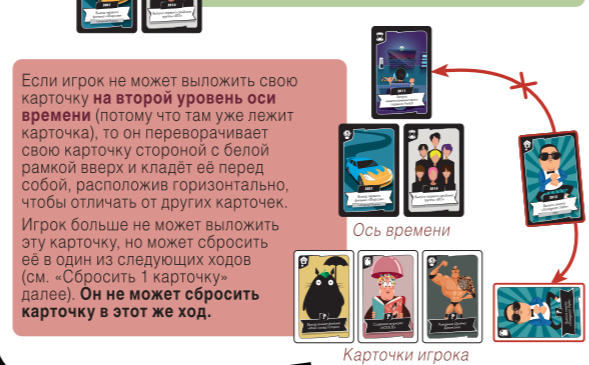 Если игрок не может выложить свою
карточку на второй уровень оси
времени (потому что там уже лежит
карточка), то он переворачивает
свою карточку стороной с белой
рамкой вверх и кладёт её перед
собой, расположив горизонтально,
чтобы отличать от других карточек.
Игрок больше не может выложить
эту карточку, но может сбросить
её в один из следующих ходов
(см. «Сбросить 1 карточку»
далее). Он не может сбросить
карточку в этот же ход.
Ось времени
Карточки игрока